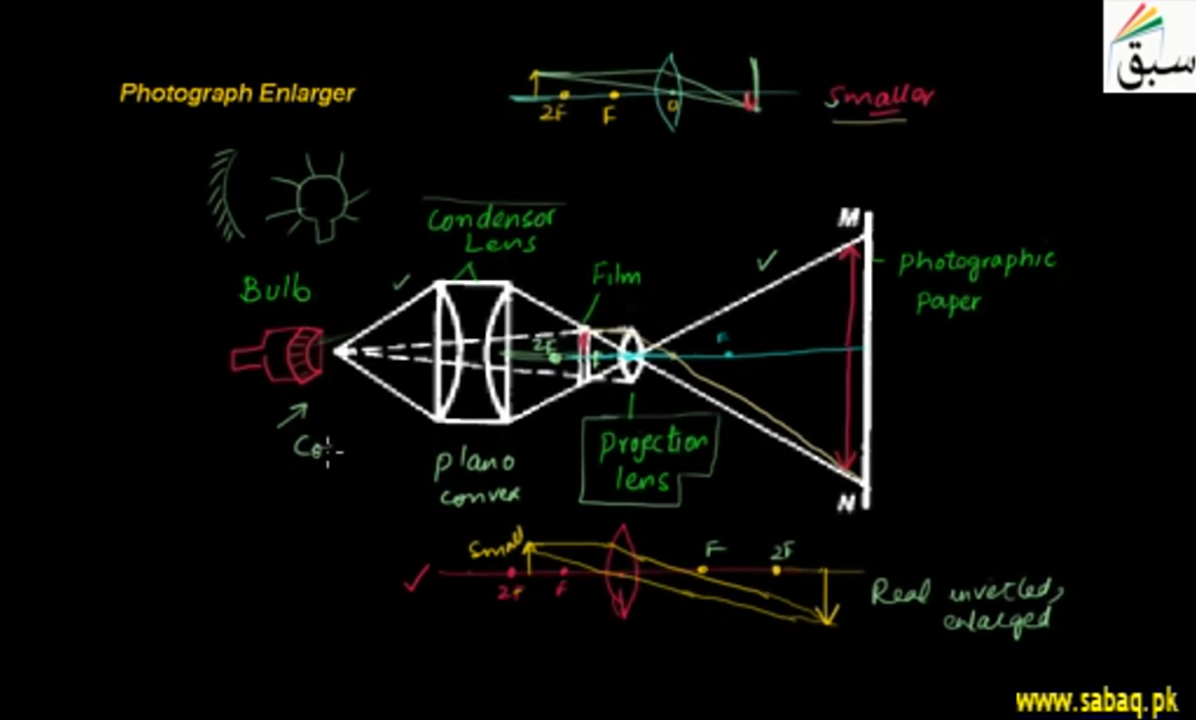 سبق
Photograph Enlarger
2F F O
Smaller
Condensor
Lens
M
Bulb
Film
Photographic
Paper
2F F
F
Projection
lens
Co
Plano
convex
N
Small
F 2F
2F F
Real inverted,
enlarged
www.sabaq.pk